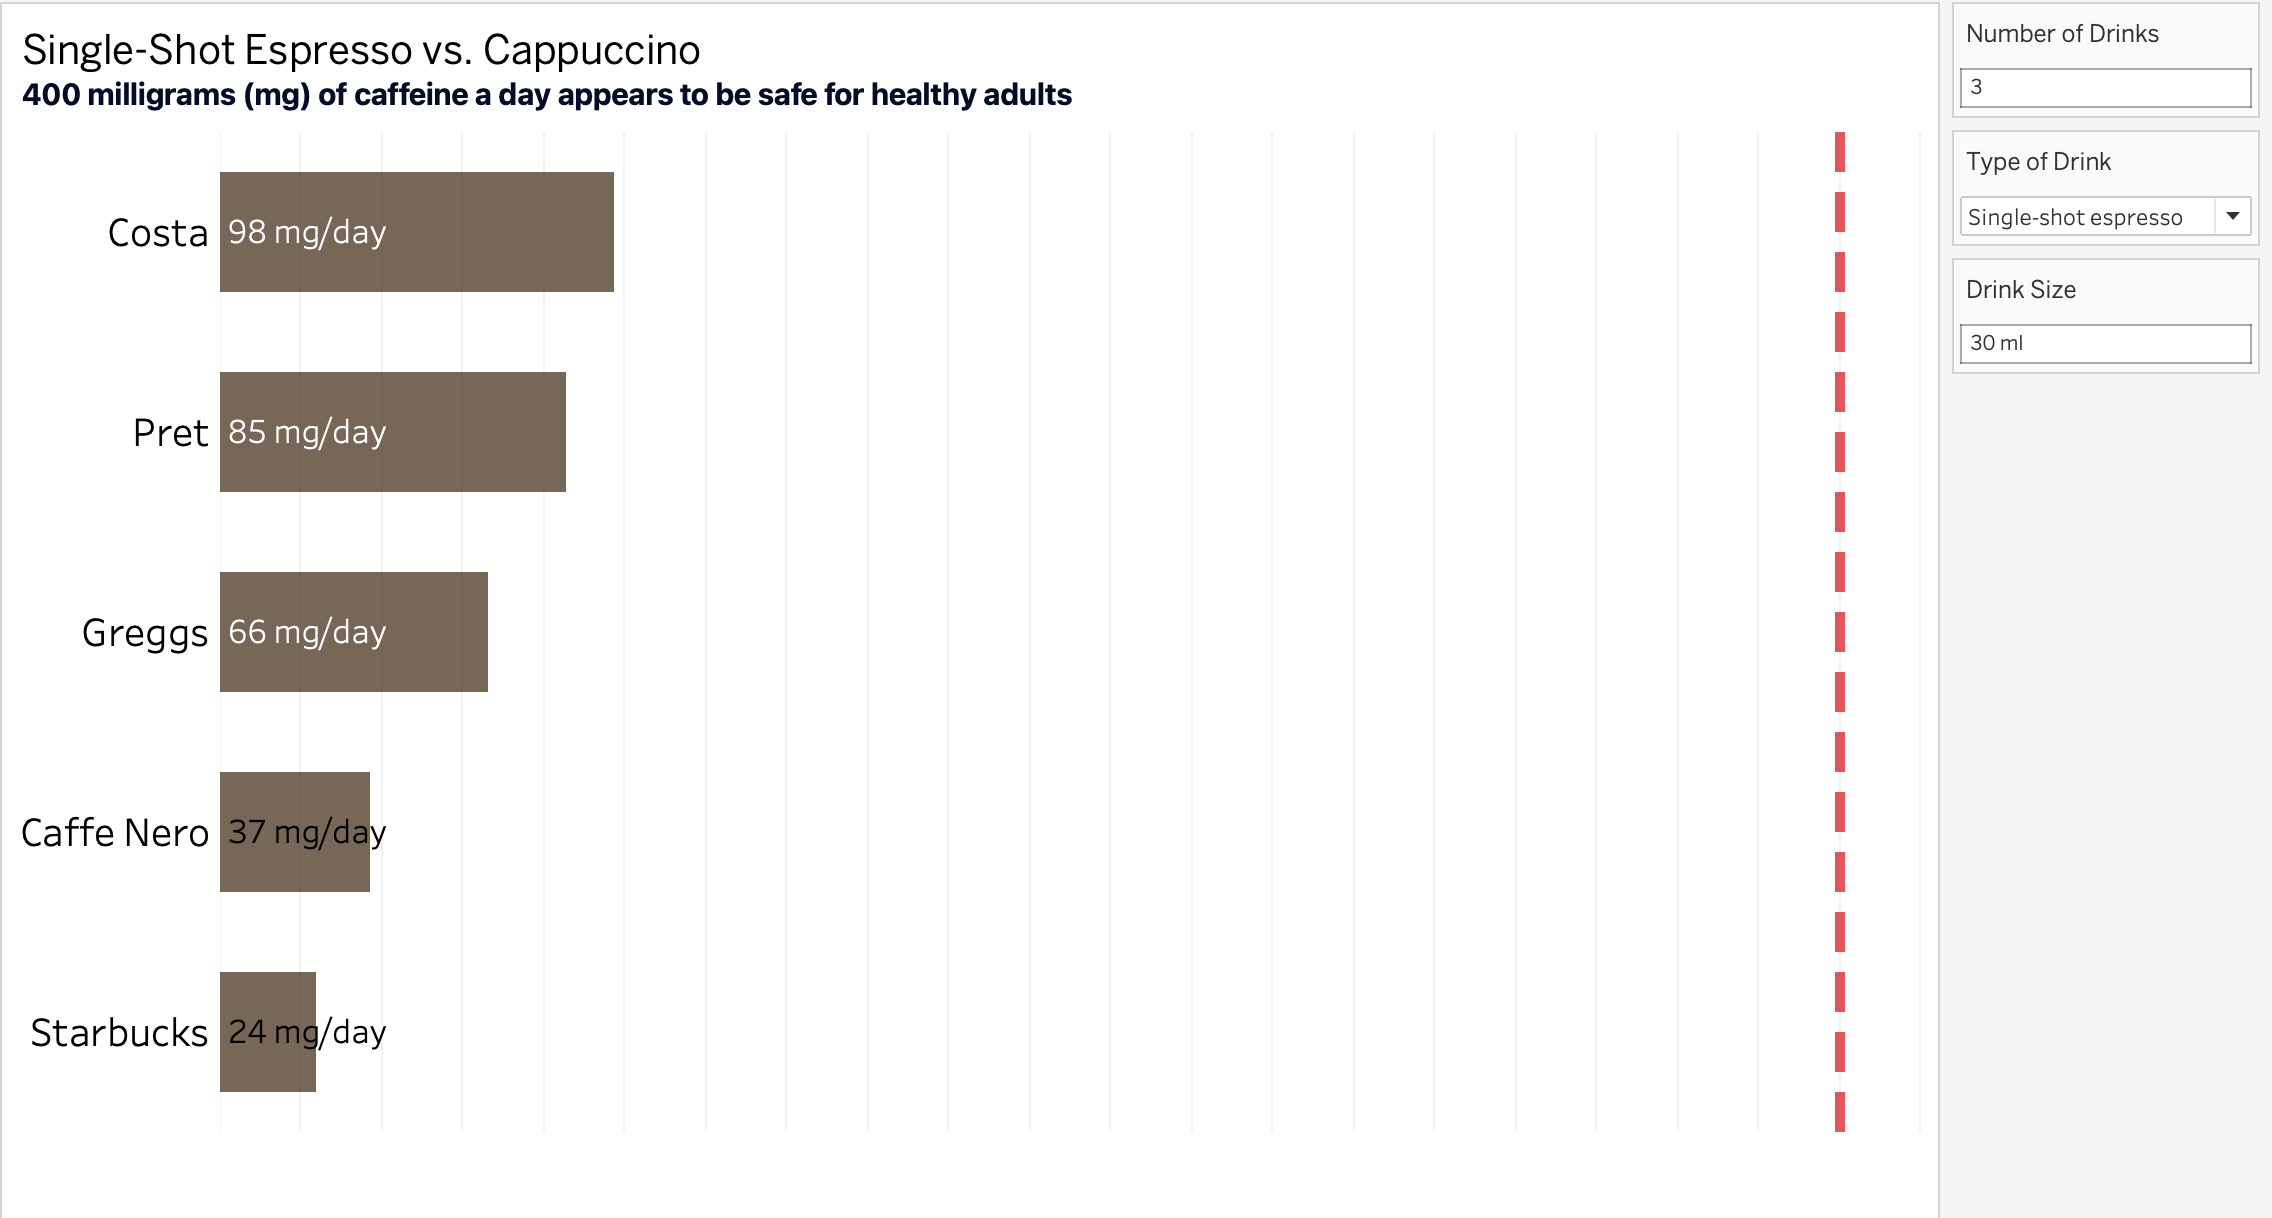 Single-Shot Espresso vs. Cappuccino
400 milligrams (mg) of caffeine a day appears to be safe for healthy adults
Costa 98 mg/day
Pret 85 mg/day
Greggs 66 mg/day
Caffe Nero 37 mg/day
Starbucks 24 mg/day
Number of Drinks
3
Type of Drink
Single-shot espresso
Drink Size
30 ml